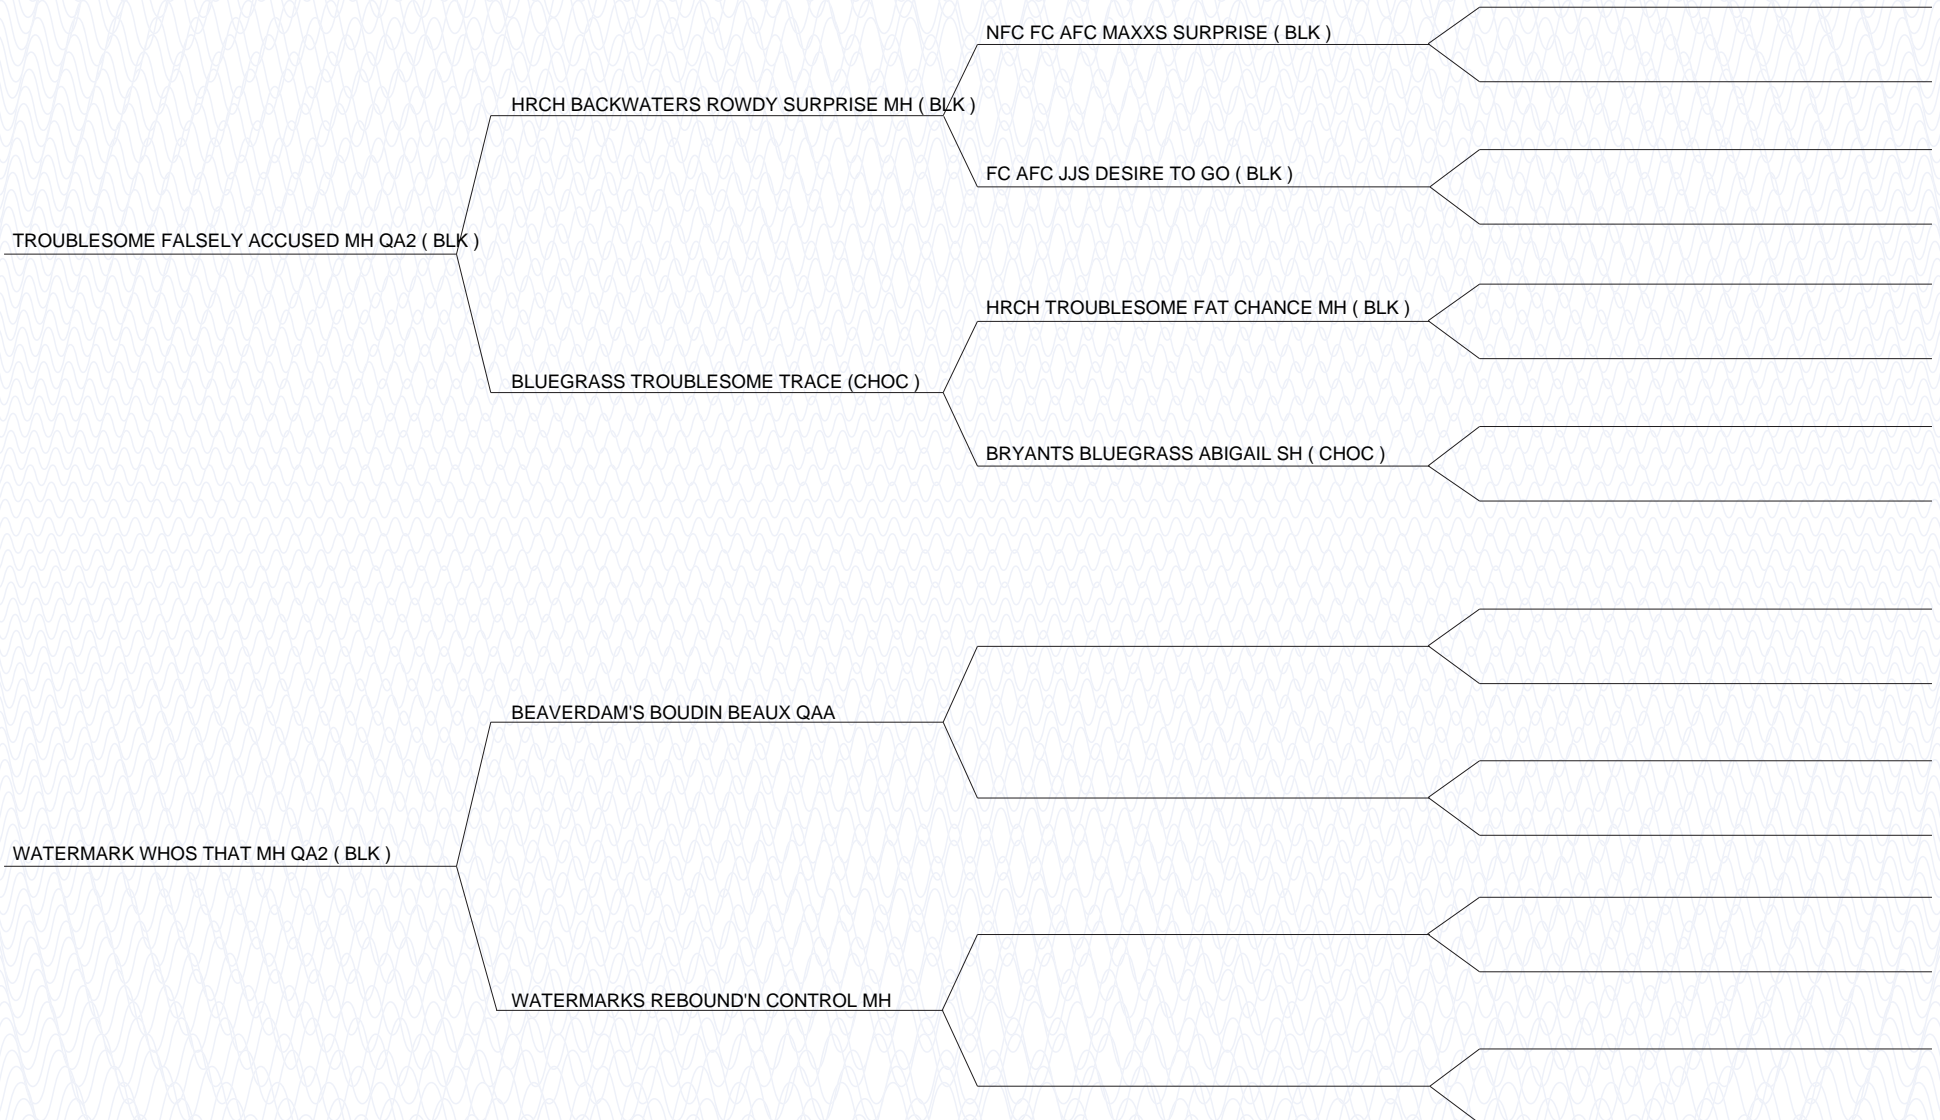 NFC FC AFC MAXXS SURPRISE ( BLK )
HRCH BACKWATERS ROWDY SURPRISE MH ( BLK )
FC AFC JJS DESIRE TO GO ( BLK )
TROUBLESOME FALSELY ACCUSED MH QA2 ( BLK )
HRCH TROUBLESOME FAT CHANCE MH ( BLK )
BLUEGRASS TROUBLESOME TRACE (CHOC )
BRYANTS BLUEGRASS ABIGAIL SH ( CHOC )
BEAVERDAM'S BOUDIN BEAUX QAA
WATERMARK WHOS THAT MH QA2 ( BLK )
WATERMARKS REBOUND'N CONTROL MH